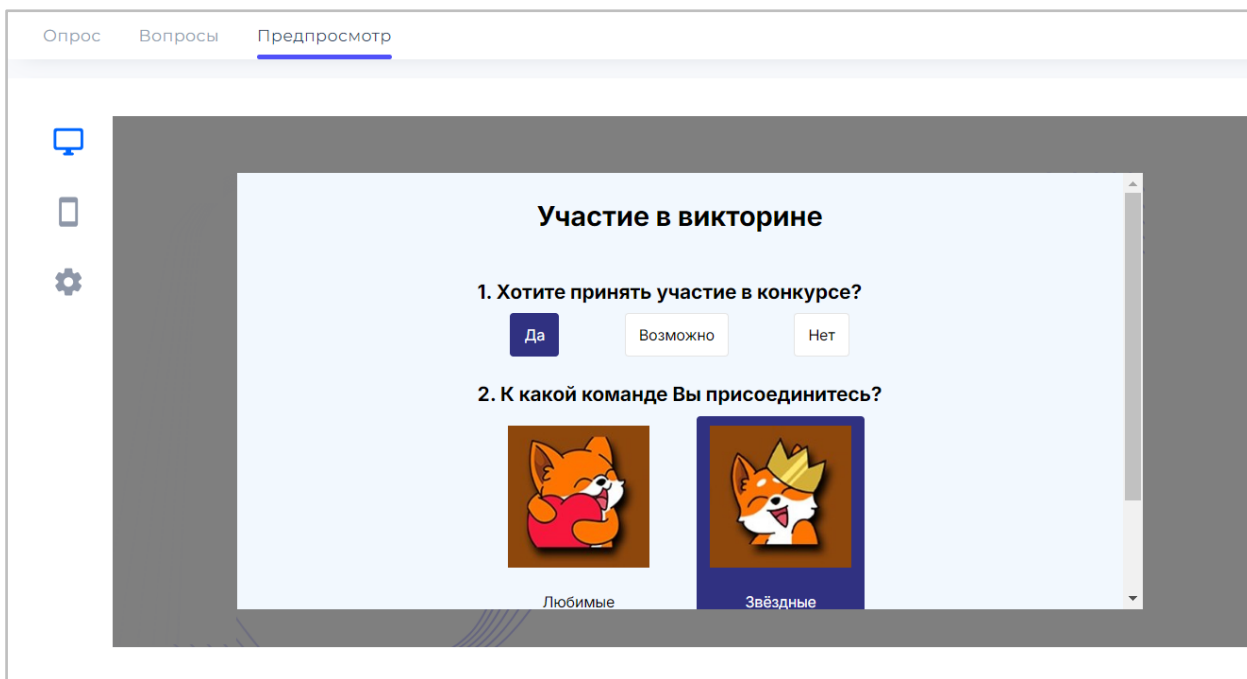 Опрос Вопросы Предпросмотр
Участие в викторине
1. Хотите принять участие в конкурсе?
Да Возможно Нет
2. К какой команде Вы присоединитесь?
Любимые Звёздные